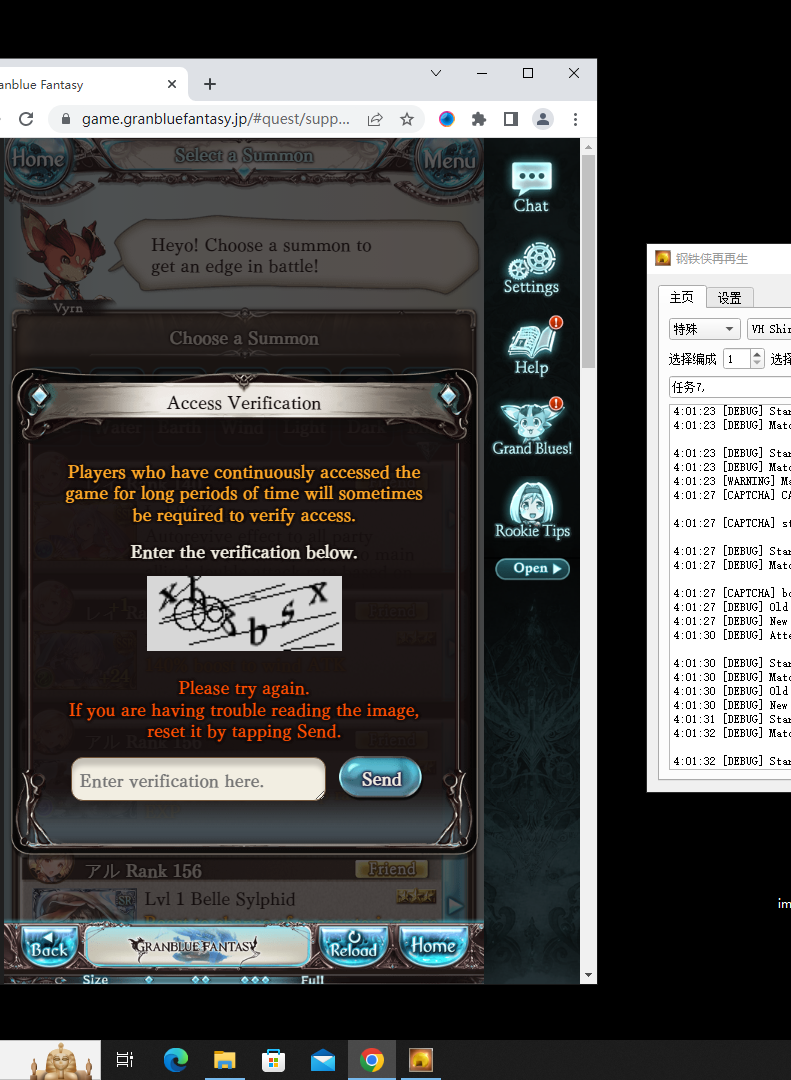 anblue Fantasy
game.granbluefantasy.jp/#quest/supp...
Home
Select a Summon
Menu
Heyo! Choose a summon to
get an edge in battle!
Vyrn
Choose a Summon
Access Verification
Water Earth Wind Light Dark
Players who have continuously accessed the
game for long periods of time will sometimes
be required to verify access.
Enter the verification below.
Friend
Please try again.
If you are having trouble reading the image,
reset it by tapping Send.
Enter verification here.
Send
アル Rank 156
Friend
SR
Lvl 1 Belle Sylphid
Back
GRANBLUE FANTASY
Reload
Home
Size
Full
Chat
Settings
Help
Grand Blues!
Rookie Tips
Open
钢铁侠再再生
主页
设置
特殊
VH Shi
选择编成
1
选择
任务7,
4:01:23 [DEBUG] Star
4:01:23 [DEBUG] Matc
4:01:23 [DEBUG] Star
4:01:23 [DEBUG] Matc
4:01:23 [WARNING] Ma
4:01:27 [CAPTCHA] CA
4:01:27 [CAPTCHA] st
4:01:27 [DEBUG] Star
4:01:27 [DEBUG] Matc
4:01:27 [CAPTCHA] bo
4:01:27 [DEBUG] Old
4:01:27 [DEBUG] New
4:01:30 [DEBUG] Atte
4:01:30 [DEBUG] Star
4:01:30 [DEBUG] Matc
4:01:30 [DEBUG] Old
4:01:30 [DEBUG] New
4:01:31 [DEBUG] Star
4:01:32 [DEBUG] Matc
4:01:32 [DEBUG] Star
im